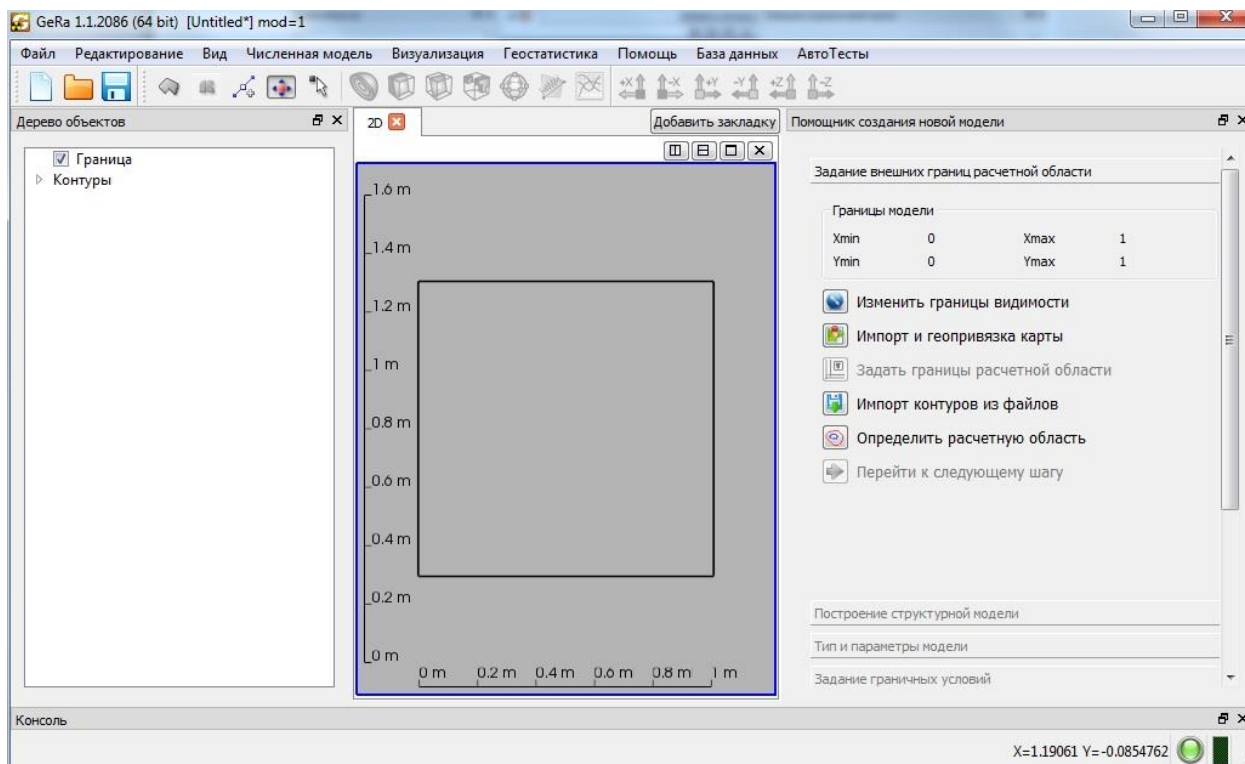 GeRa 1.1.2086 (64 bit) [Untitled*] mod=1
Файл Редактирование Вид Численная модель Визуализация Геостатистика Помощь База данных АвтоТесты
+X -X +Y -Y +Z -Z
Дерево объектов
Граница
Контуры
2D
Добавить закладку
1.6 m
1.4 m
1.2 m
1 m
0.8 m
0.6 m
0.4 m
0.2 m
0 m
0 m 0.2 m 0.4 m 0.6 m 0.8 m 1 m
Помощник создания новой модели
Задание внешних границ расчетной области
Границы модели
Xmin 0 Xmax 1
Ymin 0 Ymax 1
Изменить границы видимости
Импорт и геопривязка карты
Задать границы расчетной области
Импорт контуров из файлов
Определить расчетную область
Перейти к следующему шагу
Построение структурной модели
Тип и параметры модели
Задание граничных условий
Консоль
X=1.19061 Y=-0.0854762